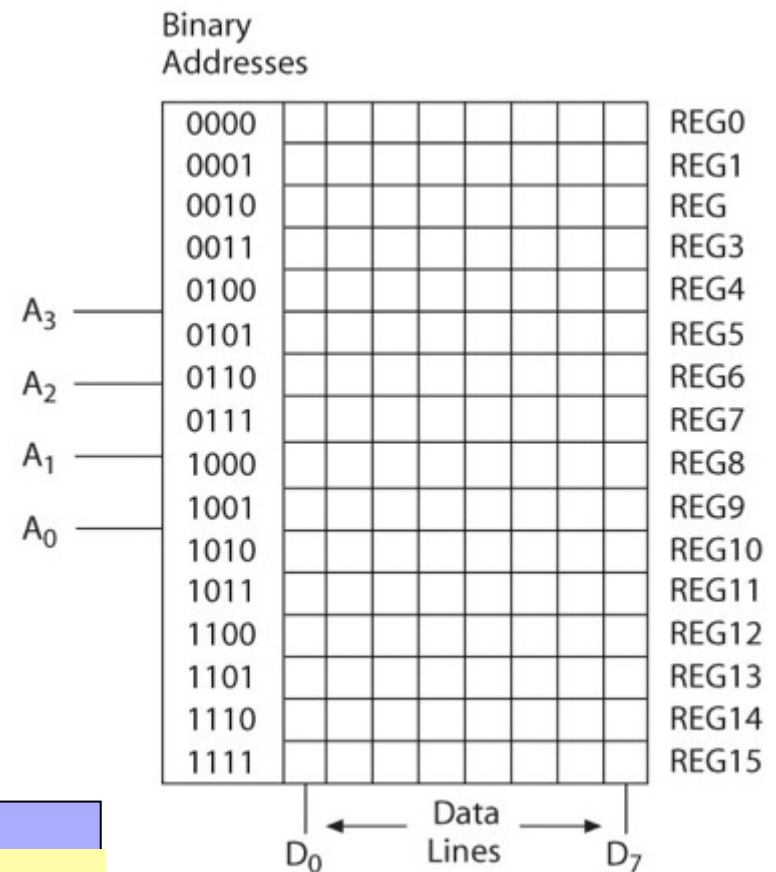 Binary
Addresses
0000 REG0
0001 REG1
0010 REG
0011 REG3
0100 REG4
A3
0101 REG5
0110 REG6
A2
0111 REG7
A1
1000 REG8
1001 REG9
A0
1010 REG10
1011 REG11
1100 REG12
1101 REG13
1110 REG14
1111 REG15
D0 Data Lines D7